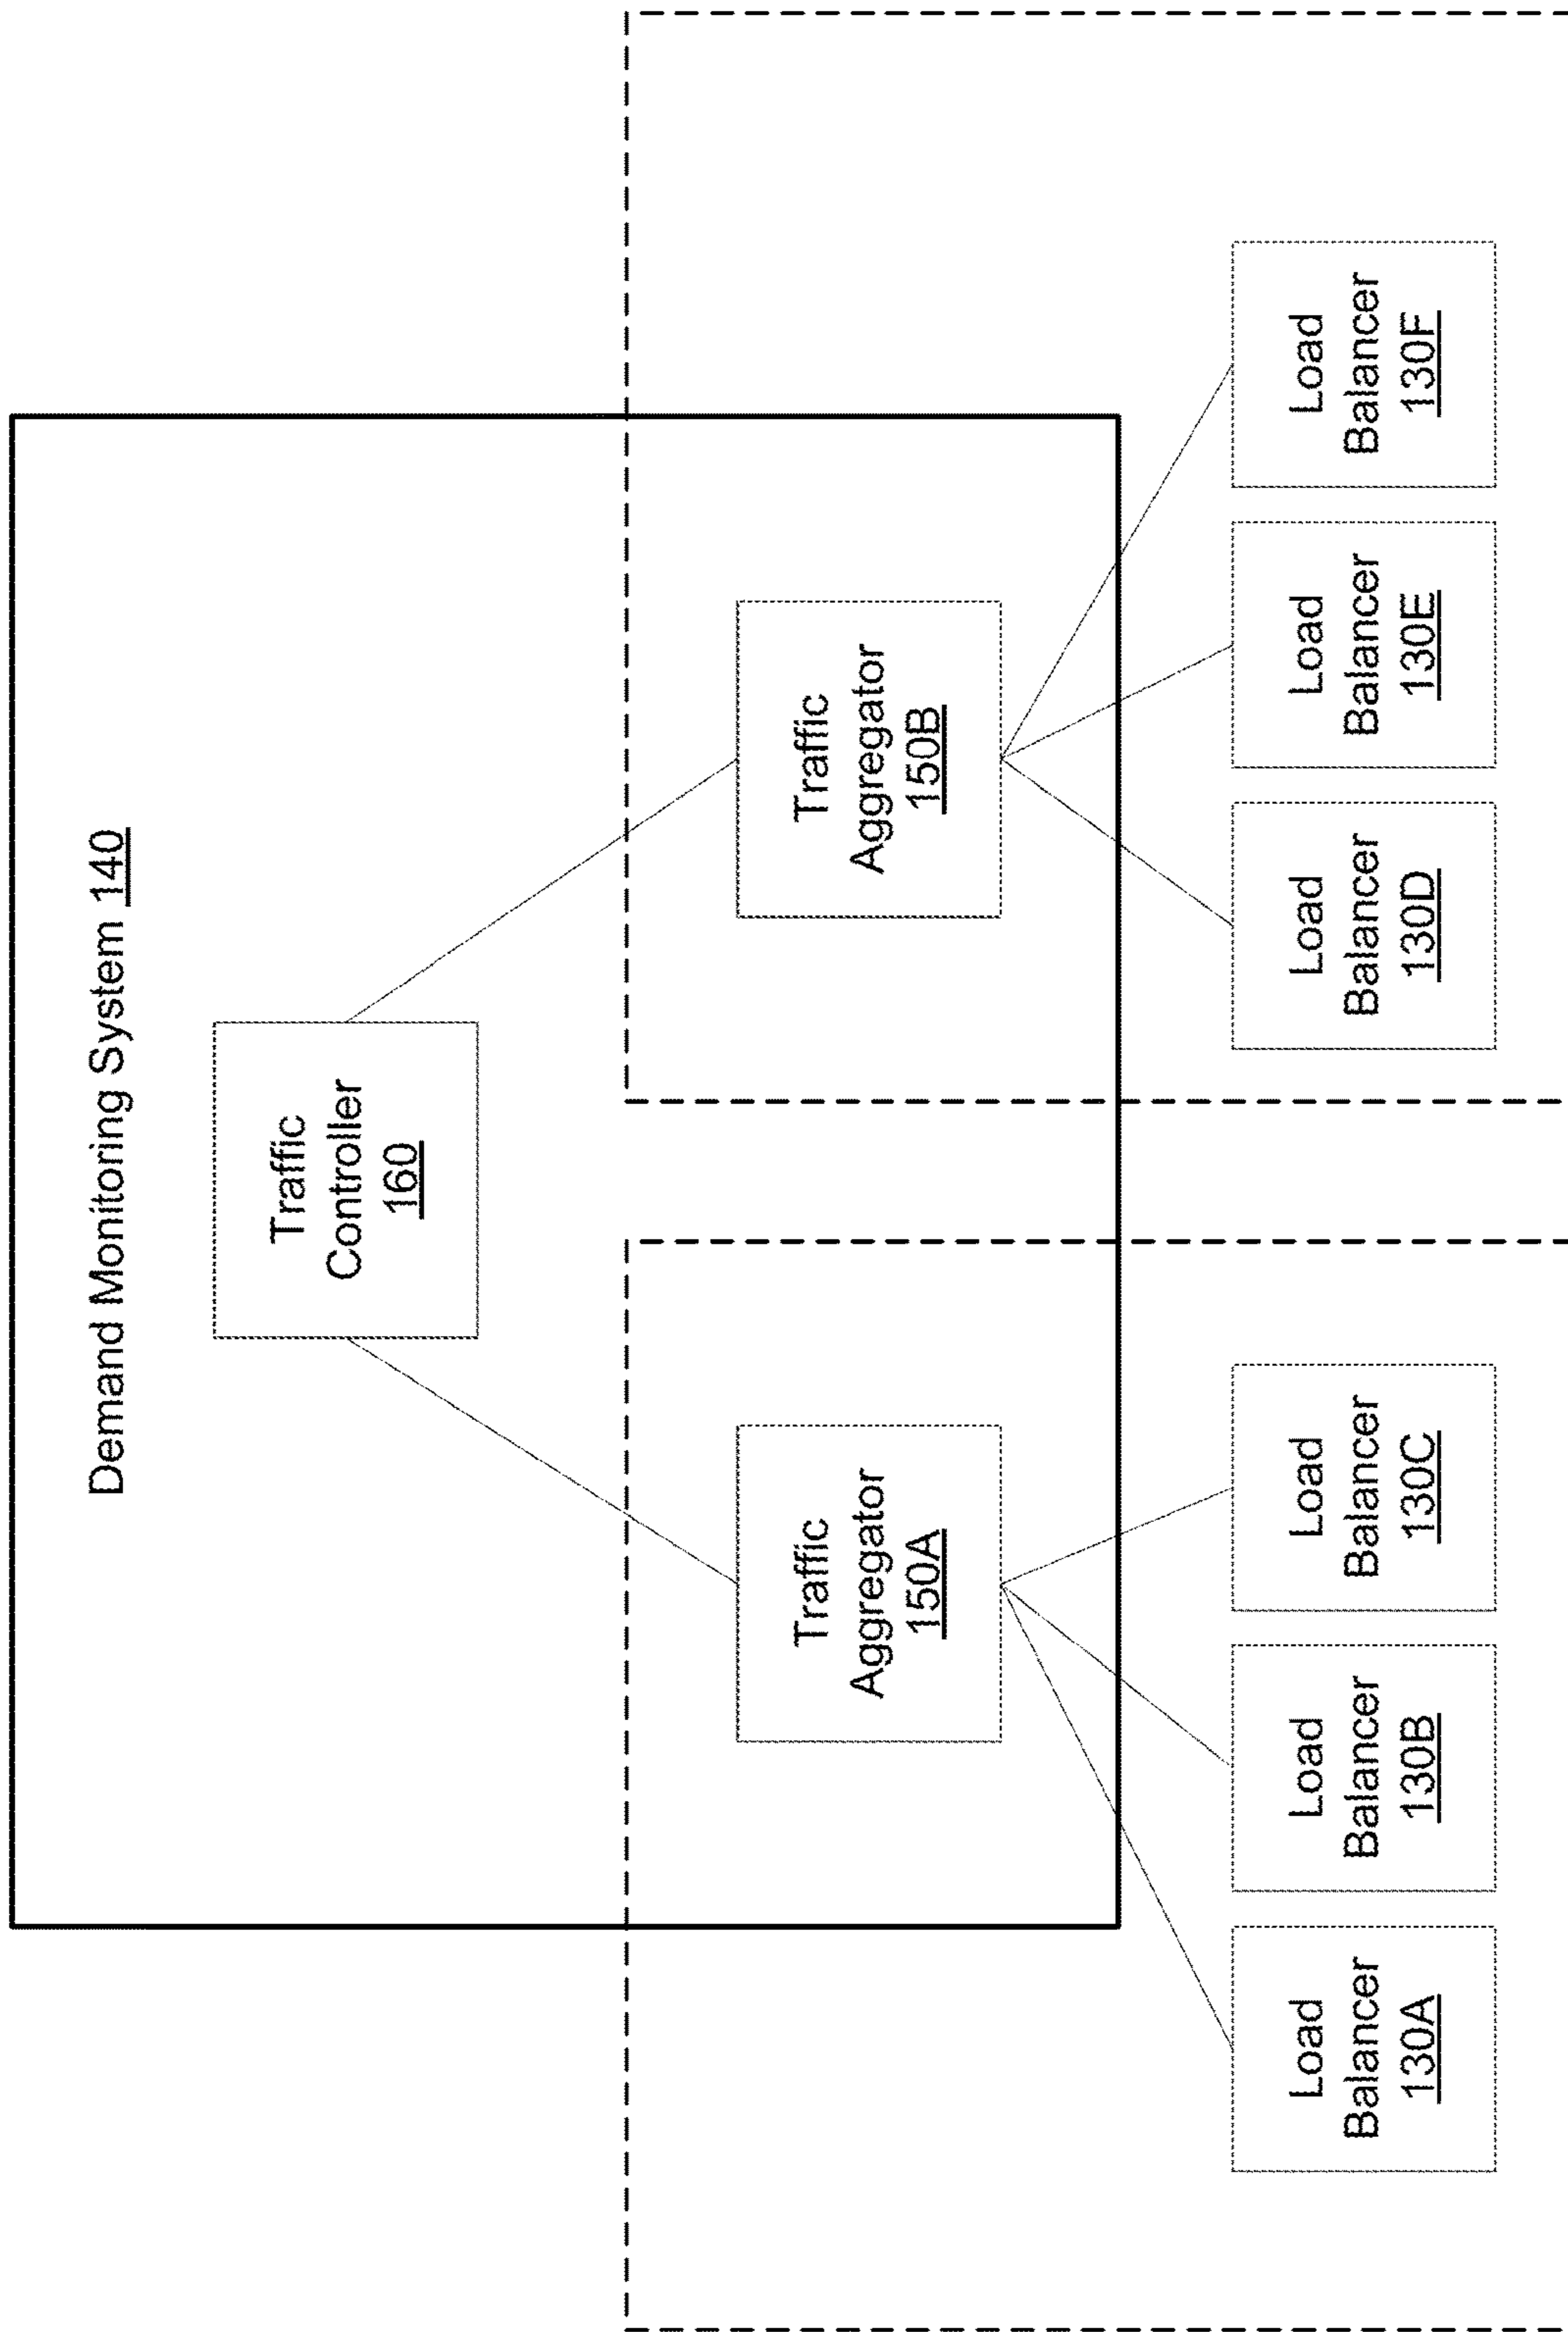 Demand Monitoring System 140
Traffic
Controller
160
Traffic
Aggregator
150A
Traffic
Aggregator
150B
Load
Balancer
130A
Load
Balancer
130B
Load
Balancer
130C
Load
Balancer
130D
Load
Balancer
130E
Load
Balancer
130F